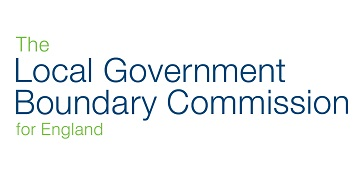 The
Local Government
Boundary Commission
for England